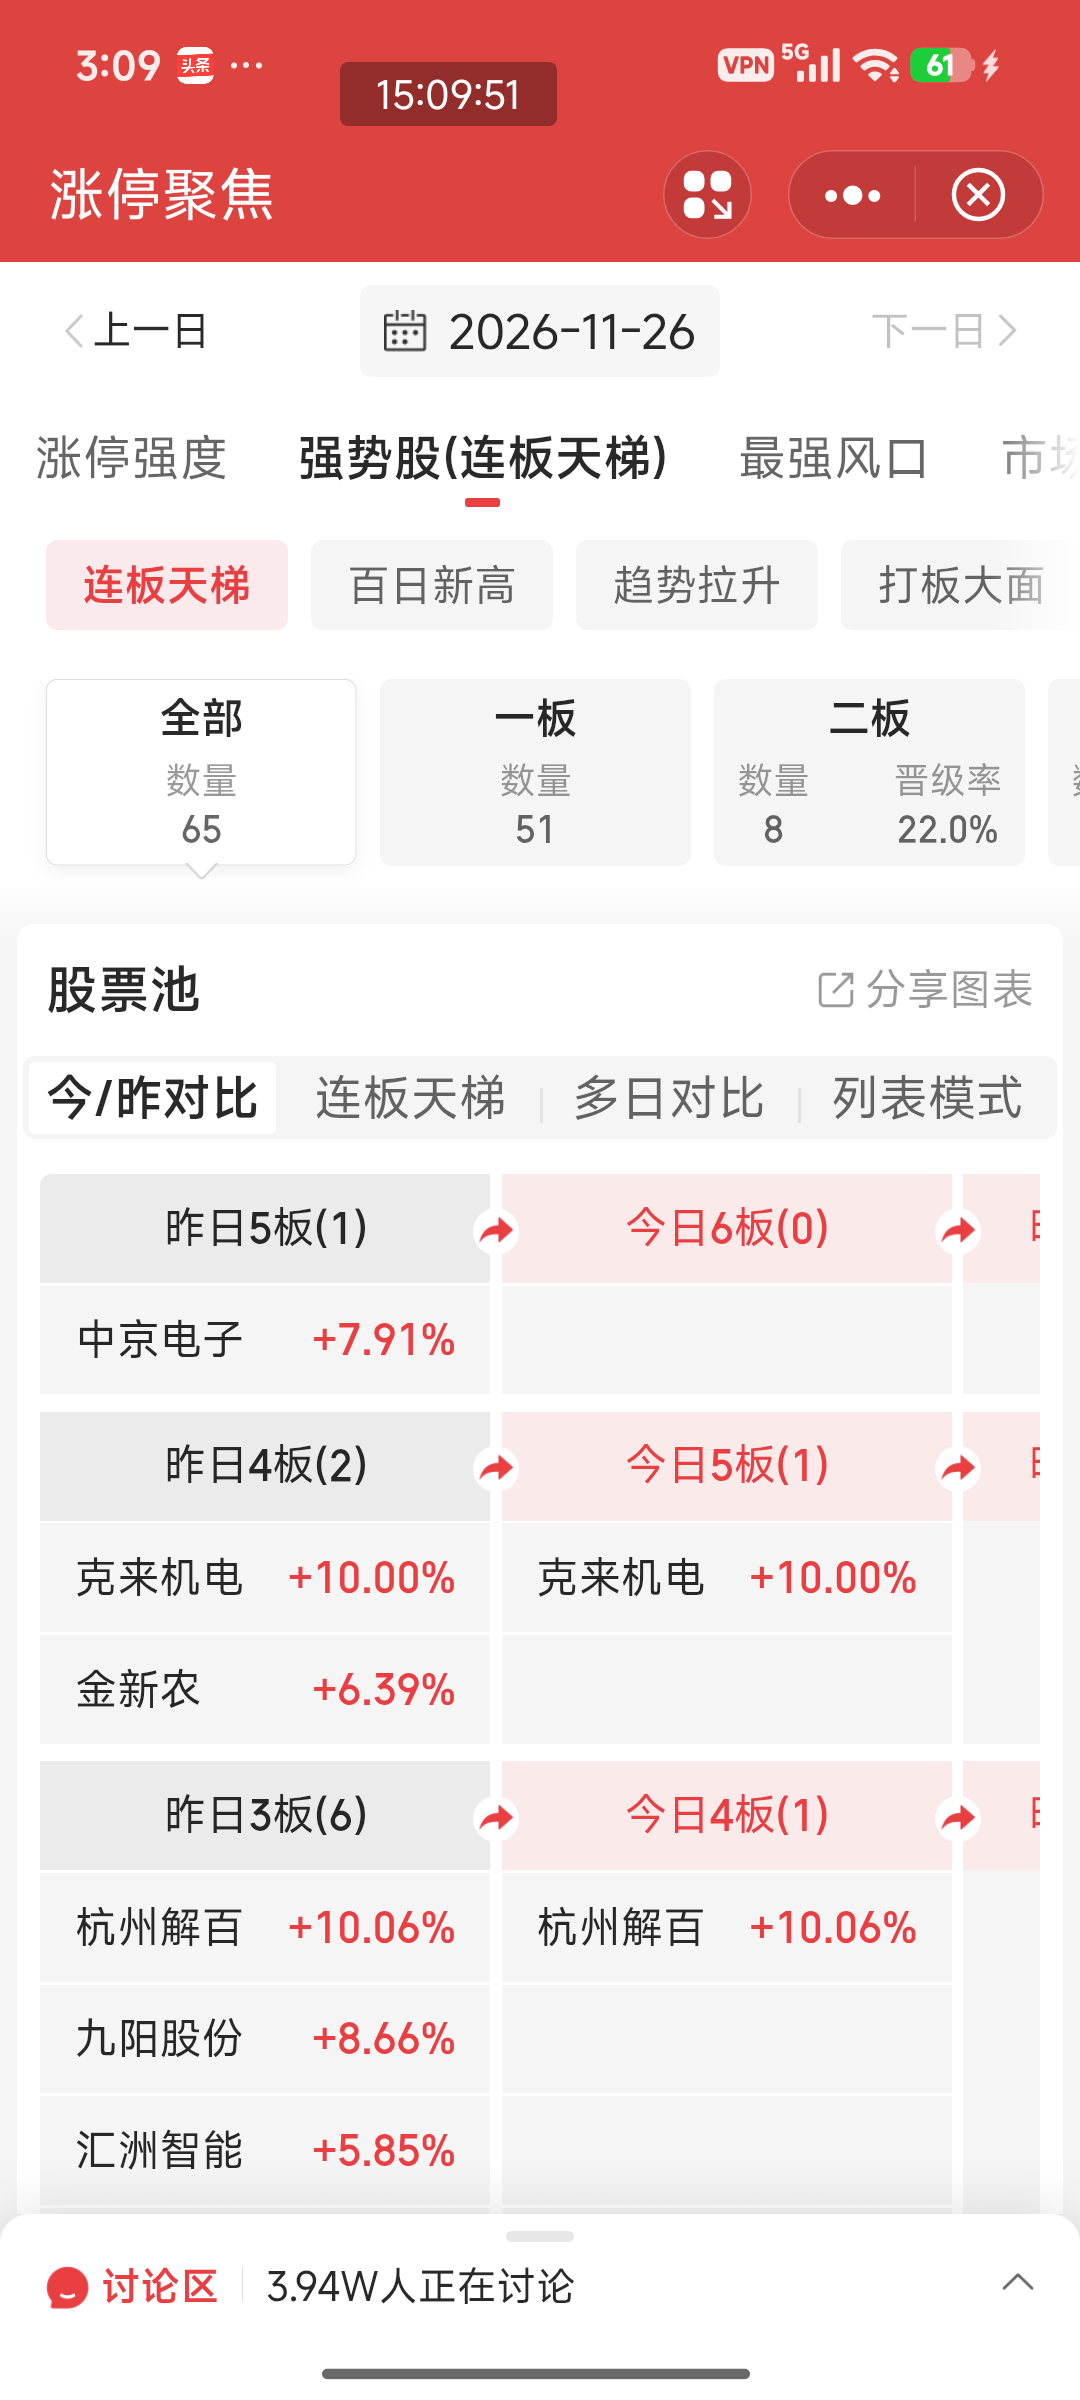 3:09 头条 ... VPN 5G 61
15:09:51
涨停聚焦
上一日 2026-11-26 下一日
涨停强度 强势股(连板天梯) 最强风口 市场
连板天梯 百日新高 趋势拉升 打板大面
全部 一板 二板
数量 数量 数量 晋级率
65 51 8 22.0%
股票池 分享图表
今/昨对比 连板天梯 多日对比 列表模式
昨日5板(1) 今日6板(0)
中京电子 +7.91%
昨日4板(2) 今日5板(1)
克来机电 +10.00% 克来机电 +10.00%
金新农 +6.39%
昨日3板(6) 今日4板(1)
杭州解百 +10.06% 杭州解百 +10.06%
九阳股份 +8.66%
汇洲智能 +5.85%
讨论区 3.94W人正在讨论